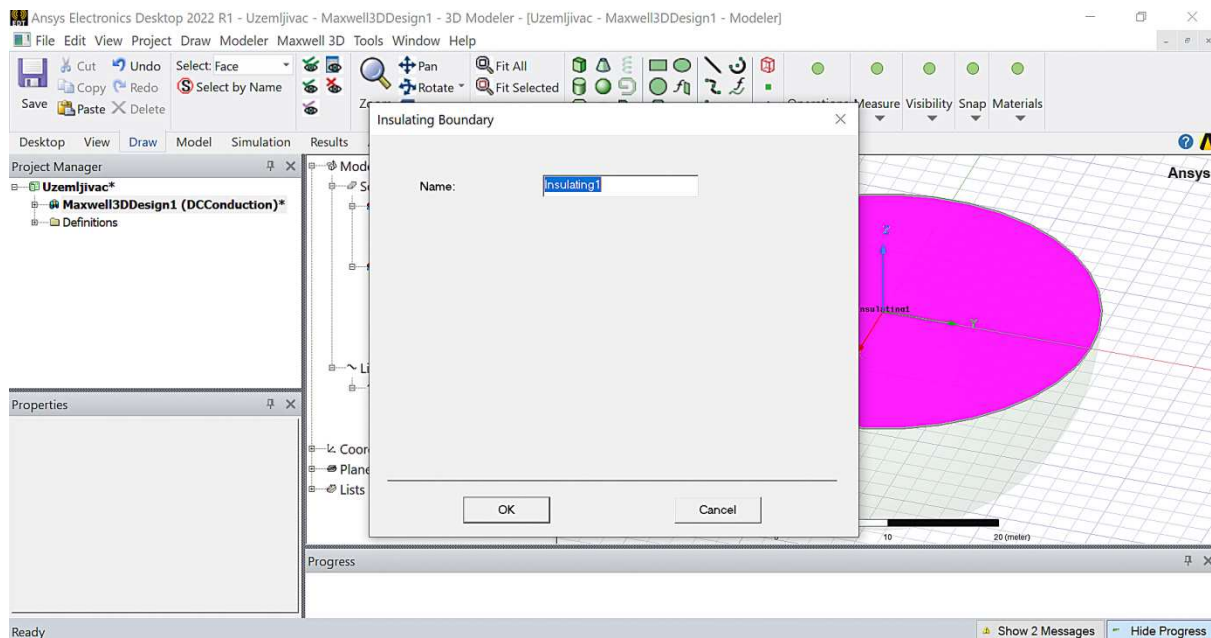 Ansys Electronics Desktop 2022 R1 - Uzemljivac - Maxwell3DDesign1 - 3D Modeler - [Uzemljivac - Maxwell3DDesign1 - Modeler]
File Edit View Project Draw Modeler Maxwell 3D Tools Window Help
Cut Undo Select: Face Pan Fit All
Copy Redo Select by Name Rotate Fit Selected
Save Paste Delete Measure Visibility Snap Materials
Desktop View Draw Model Simulation Results
Project Manager
Uzemljivac*
Maxwell3DDesign1 (DCConduction)*
Definitions
Properties
Mode
Li
Coor
Plane
Lists
Insulating Boundary
Name: Insulating1
OK Cancel
Ansys
Z
nsulating1
Y
10 20 (meter)
Progress
Ready Show 2 Messages Hide Progress